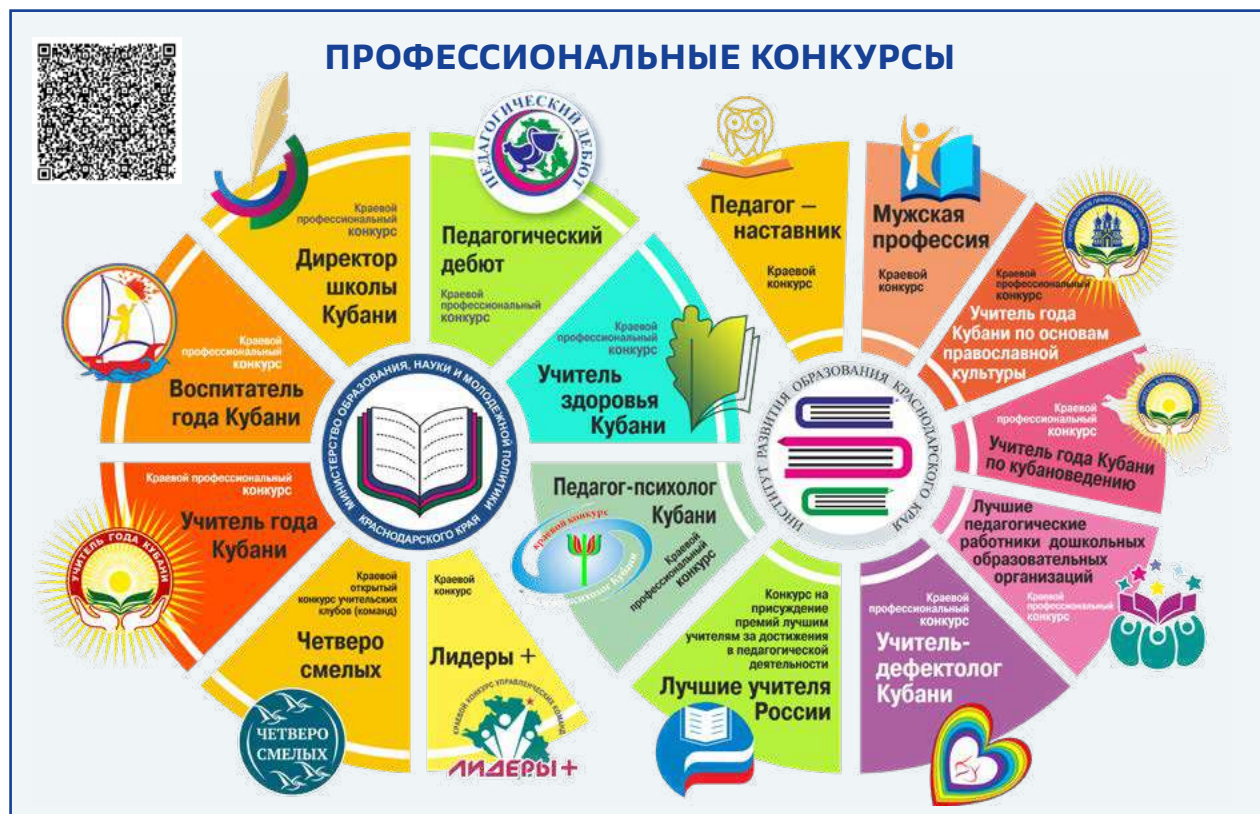 ПРОФЕССИОНАЛЬНЫЕ КОНКУРСЫ
Краевой
профессиональный
конкурс
Директор
школы
Кубани
ПЕДАГОГИЧЕСКИЙ ДЕБЮТ
Педагогический
дебют
Краевой
профессиональный
конкурс
Педагог –
наставник
Краевой
конкурс
Мужская
профессия
Краевой
конкурс
Краевой
профессиональный
конкурс
Учитель года
Кубани по основам
православной
культуры
Краевой
профессиональный
конкурс
Воспитатель
года Кубани
МИНИСТЕРСТВО ОБРАЗОВАНИЯ, НАУКИ И МОЛОДЕЖНОЙ ПОЛИТИКИ
КРАСНОДАРСКОГО КРАЯ
Краевой
профессиональный
конкурс
Учитель
здоровья
Кубани
ИНСТИТУТ РАЗВИТИЯ ОБРАЗОВАНИЯ КРАСНОДАРСКОГО КРАЯ
Краевой
профессиональный
конкурс
Учитель года Кубани
по кубановедению
Краевой профессиональный
конкурс
Учитель года
Кубани
УЧИТЕЛЬ ГОДА КУБАНИ
Педагог-психолог
Кубани
краевой конкурс
Краевой
профессиональный
конкурс
Лучшие
педагогические
работники дошкольных
образовательных
организаций
Краевой
профессиональный
конкурс
Краевой
открытый
конкурс учительских
клубов (команд)
Четверо
смелых
ЧЕТВЕРО
СМЕЛЫХ
Краевой
конкурс
Лидеры +
КРАЕВОЙ КОНКУРС УПРАВЛЕНЧЕСКИХ КОМАНД
ЛИДЕРЫ+
Конкурс на
присуждение
премий лучшим
учителям за достижения
в педагогической
деятельности
Лучшие учителя
России
Краевой
профессиональный
конкурс
Учитель-
дефектолог
Кубани